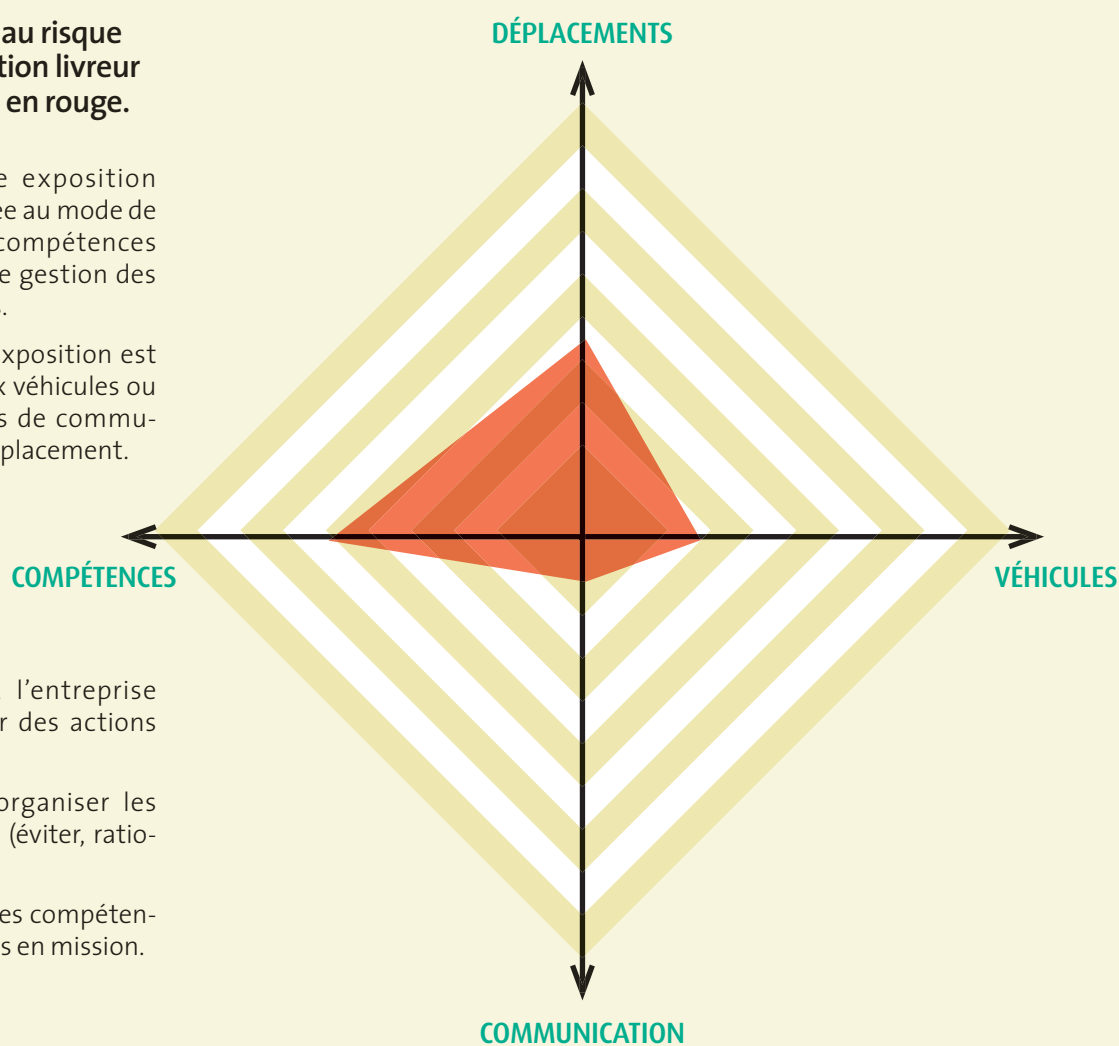 au risque
tion livreur
en rouge.
e exposition
ée au mode de
compétences
e gestion des
s.
xposition est
x véhicules ou
s de commu-
placement.
l'entreprise
r des actions
organiser les
(éviter, ratio-
es compéten-
s en mission.
DÉPLACEMENTS
COMPÉTENCES
VÉHICULES
COMMUNICATION